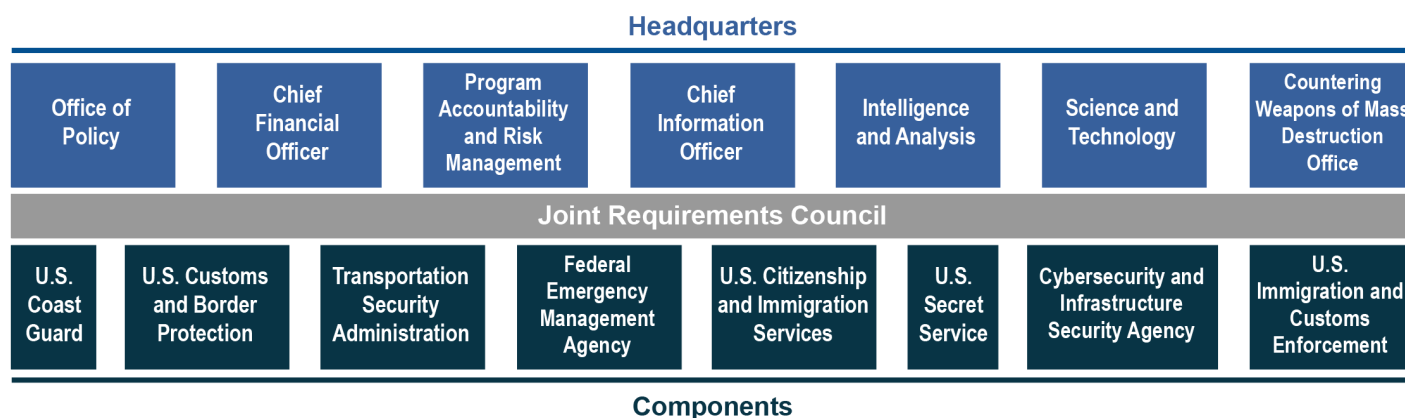 Headquarters
Office of
Policy
Chief
Financial
Officer
Program
Accountability
and Risk
Management
Chief
Information
Officer
Intelligence
and Analysis
Science and
Technology
Countering
Weapons of Mass
Destruction
Office
Joint Requirements Council
U.S.
Coast
Guard
U.S. Customs
and Border
Protection
Transportation
Security
Administration
Federal
Emergency
Management
Agency
U.S. Citizenship
and Immigration
Services
U.S.
Secret
Service
Cybersecurity and
Infrastructure
Security Agency
U.S.
Immigration and
Customs
Enforcement
Components